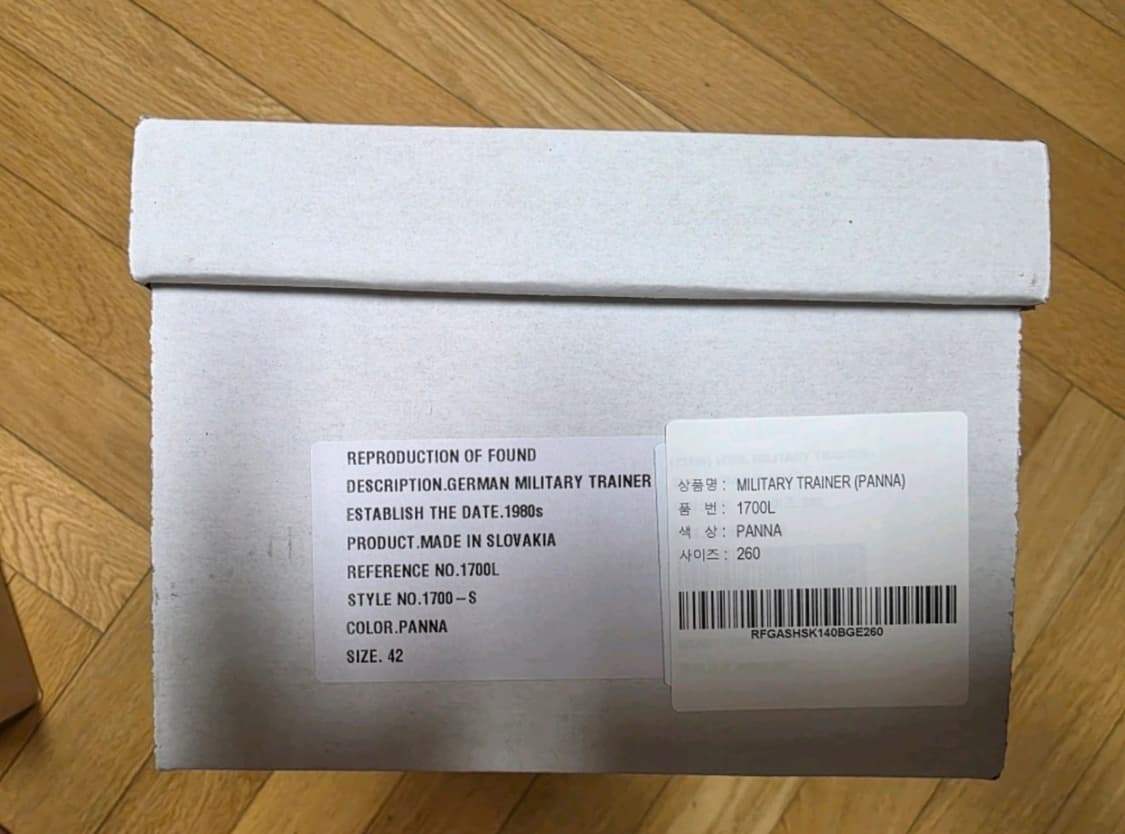 REPRODUCTION OF FOUND
DESCRIPTION.GERMAN MILITARY TRAINER
ESTABLISH THE DATE.1980s
PRODUCT.MADE IN SLOVAKIA
REFERENCE NO.1700L
STYLE NO.1700-S
COLOR.PANNA
SIZE. 42
상품명 : MILITARY TRAINER (PANNA)
품 번 : 1700L
색 상 : PANNA
사이즈 : 260
RFGASHSK140BGE260